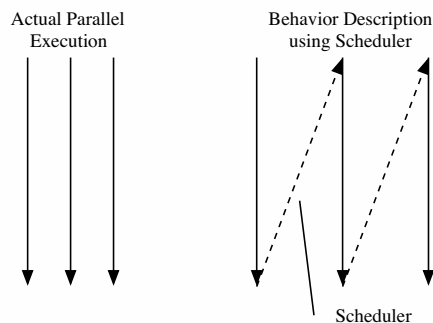 Actual Parallel
Execution
Behavior Description
using Scheduler
Scheduler